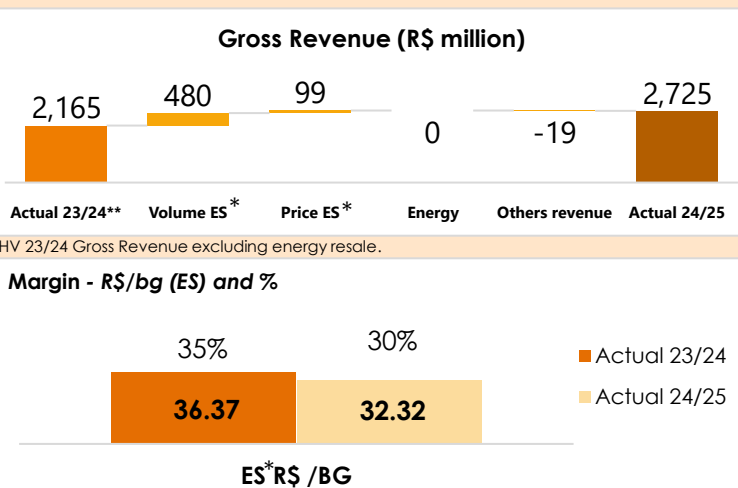 Gross Revenue (R$ million)
2,165 480 99 0 -19 2,725
Actual 23/24** Volume ES* Price ES* Energy Others revenue Actual 24/25
HV 23/24 Gross Revenue excluding energy resale.
Margin - R$/bg (ES) and %
35% 30%
36.37 32.32
Actual 23/24
Actual 24/25
ES*R$ /BG